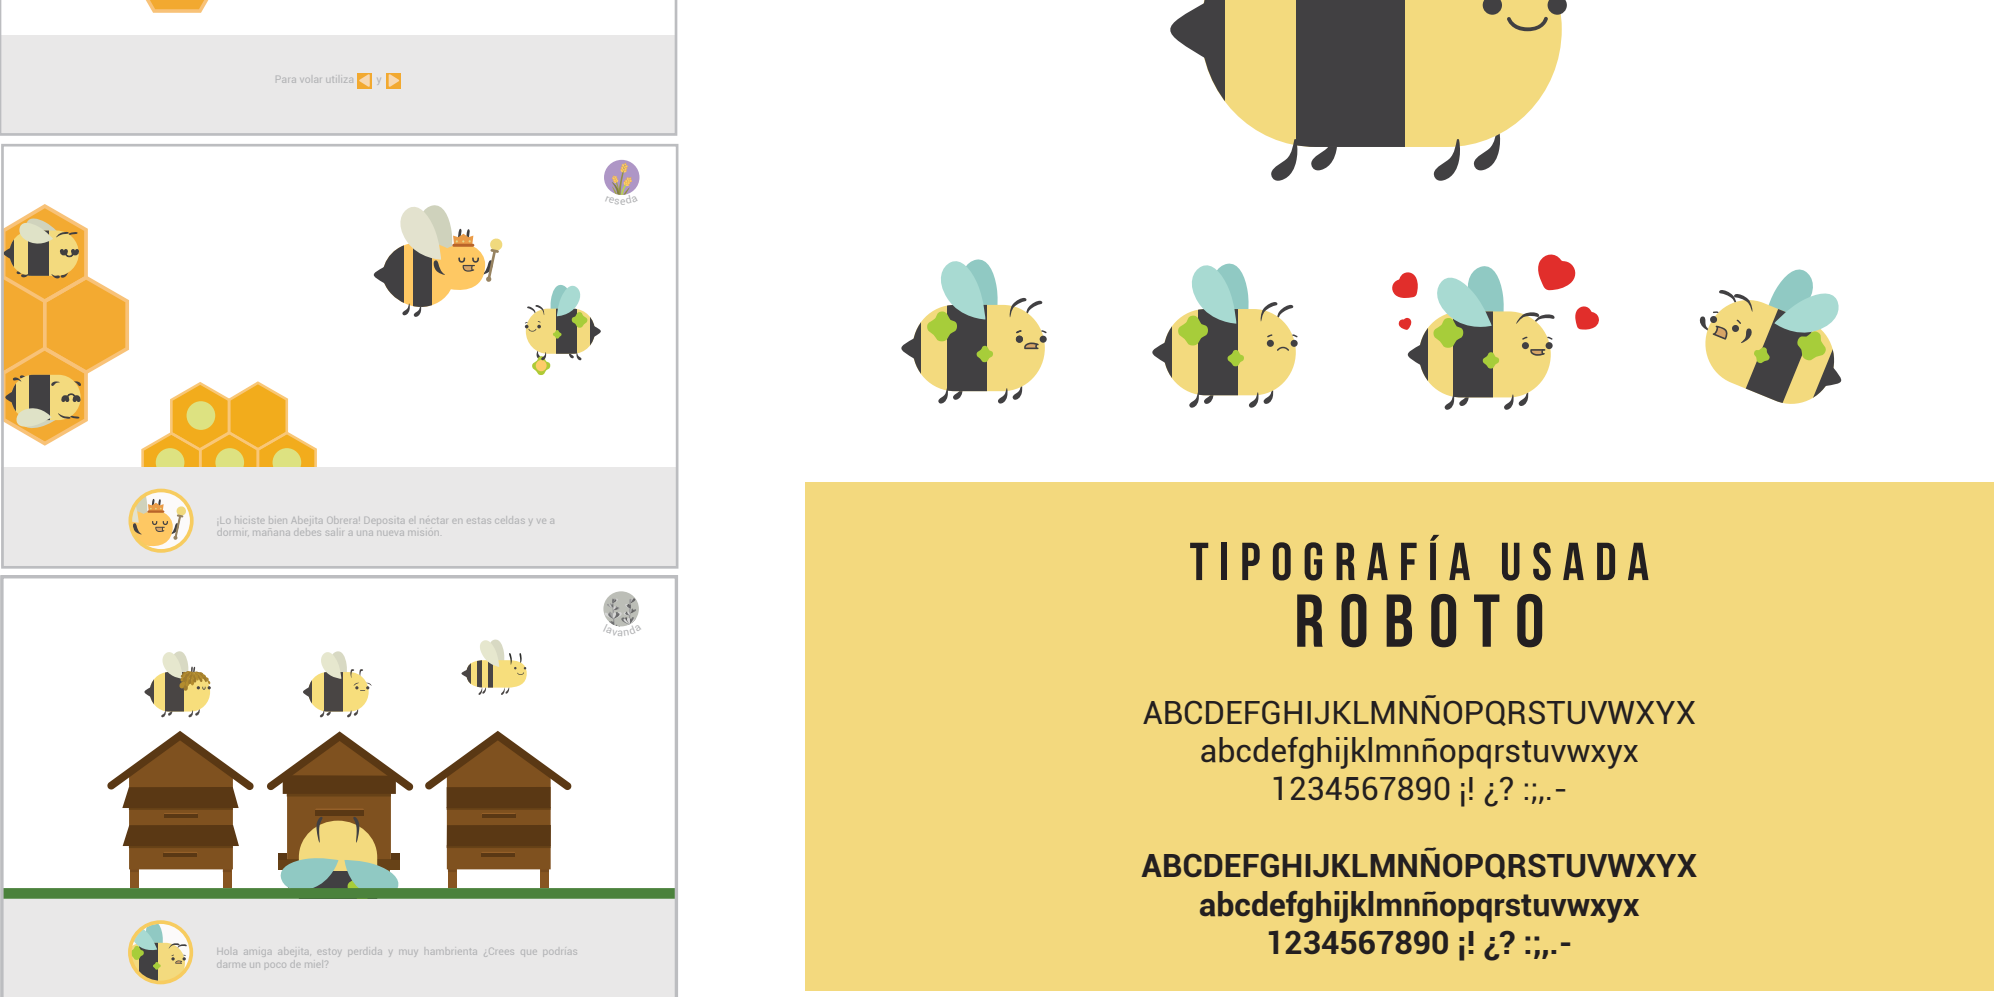 Para volar utiliza y
reseda
¡Lo hiciste bien Abejita Obrera! Deposita el néctar en estas celdas y ve a
dormir, mañana debes salir a una nueva misión.
lavanda
Hola amiga abejita, estoy perdida y muy hambrienta ¿Crees que podrías
darme un poco de miel?
TIPOGRAFÍA USADA
ROBOTO
ABCDEFGHIJKLMNÑOPQRSTUVWXYX
abcdefghijklmnñopqrstuvwxyx
1234567890 ¡! ¿? :;,.-
ABCDEFGHIJKLMNÑOPQRSTUVWXYX
abcdefghijklmnñopqrstuvwxyx
1234567890 ¡! ¿? :;,.-